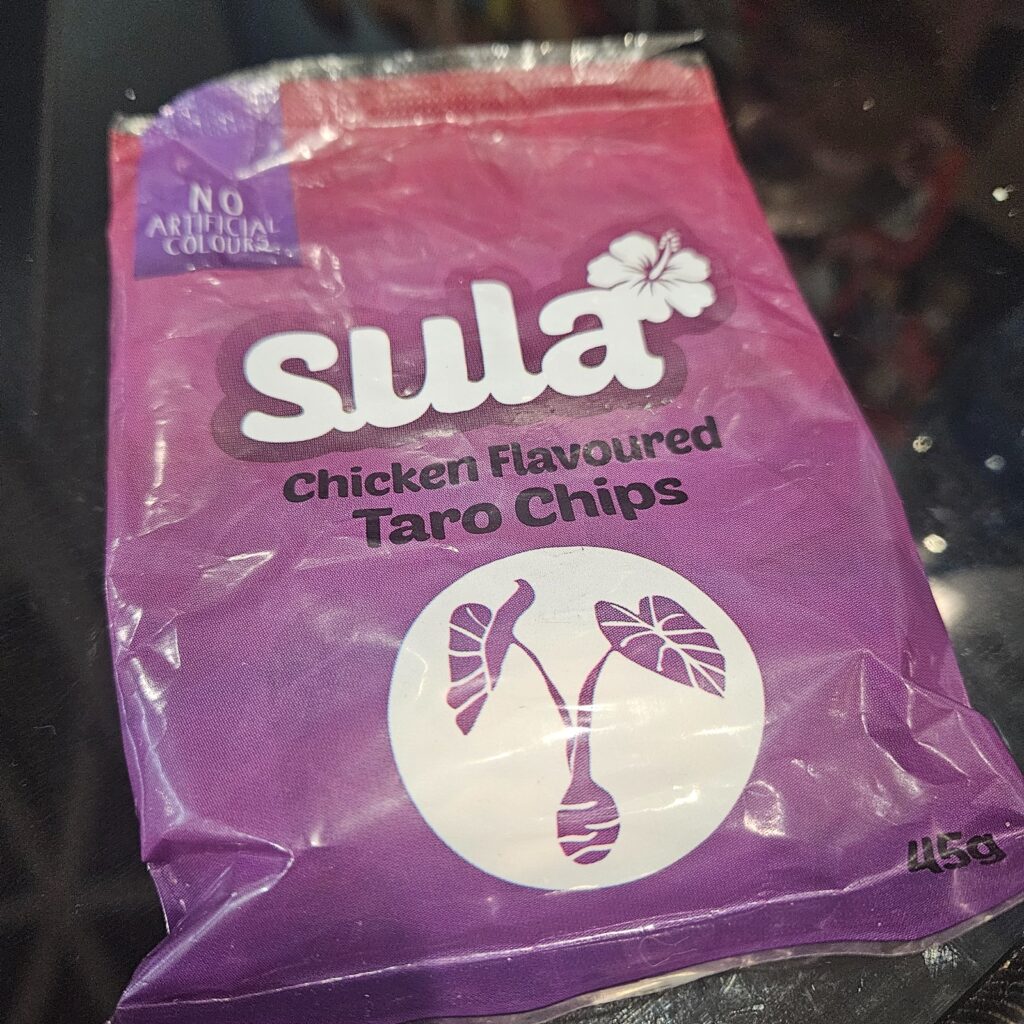 NO
ARTIFICIAL
COLOURS
sula
Chicken Flavoured
Taro Chips
45g